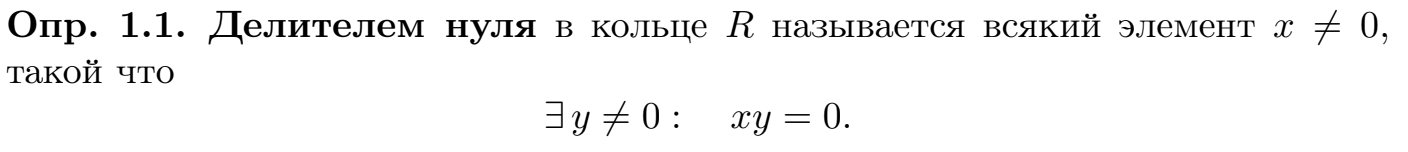 Опр. 1.1. Делителем нуля в кольце R называется всякий элемент x ≠ 0,
такой что
∃ y ≠ 0 : xy = 0.